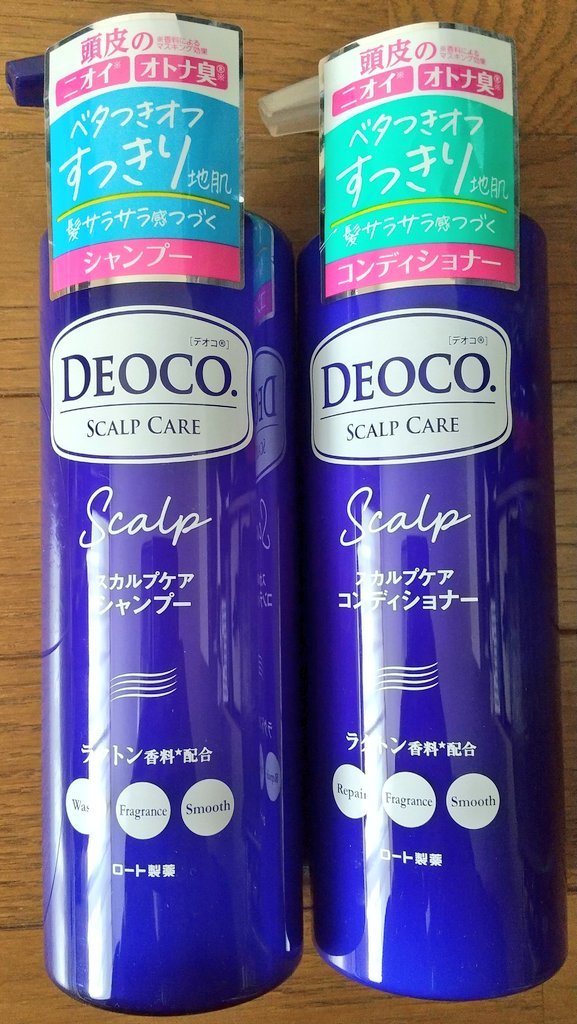 頭皮の
※香料による
マスキング効果
ニオイ※ オトナ臭※
ベタつきオフ
すっきり地肌
髪サラサラ感つづく
シャンプー
[デオコ®]
DEOCO.
SCALP CARE
Scalp
スカルプケア
シャンプー
ラクトン香料*配合
Wash
Fragrance
Smooth
ロート製薬
頭皮の
※香料による
マスキング効果
ニオイ※ オトナ臭※
ベタつきオフ
すっきり地肌
髪サラサラ感つづく
コンディショナー
[デオコ®]
DEOCO.
SCALP CARE
Scalp
スカルプケア
コンディショナー
ラクトン香料*配合
Repair
Fragrance
Smooth
ロート製薬